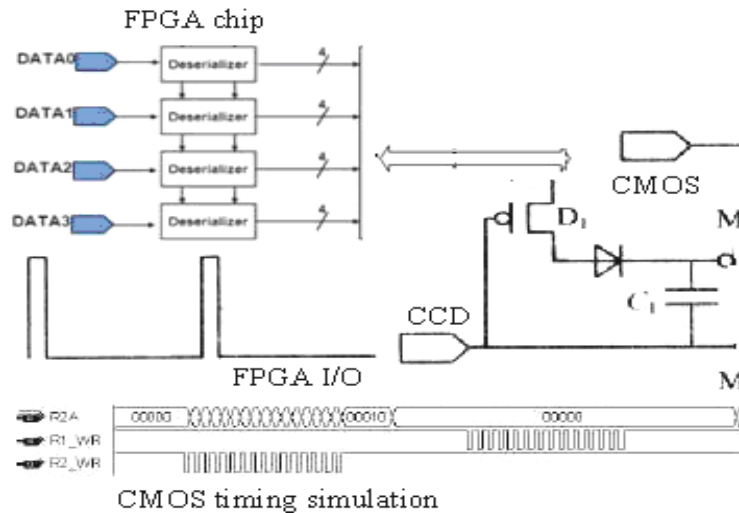 FPGA chip
DATA0 Deserializer 4
DATA1 Deserializer 4
DATA2 Deserializer 4
DATA3 Deserializer 4
CMOS
D1
M
C1
CCD
M
FPGA I/O
R2A 00000 00010 00000
R1_WR
R2_WR
CMOS timing simulation